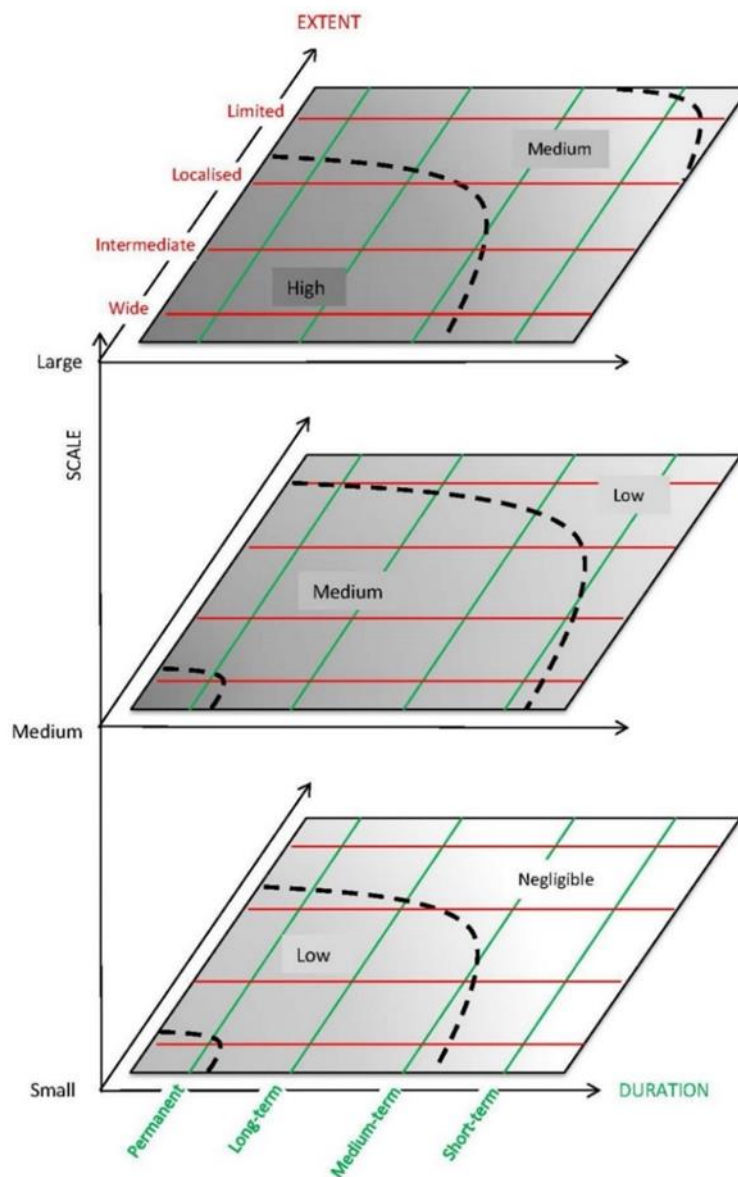 EXTENT
Limited
Medium
Localised
Intermediate
High
Wide
Large
SCALE
Low
Medium
Medium
Negligible
Low
Small
DURATION
Permanent
Long-term
Medium-term
Short-term